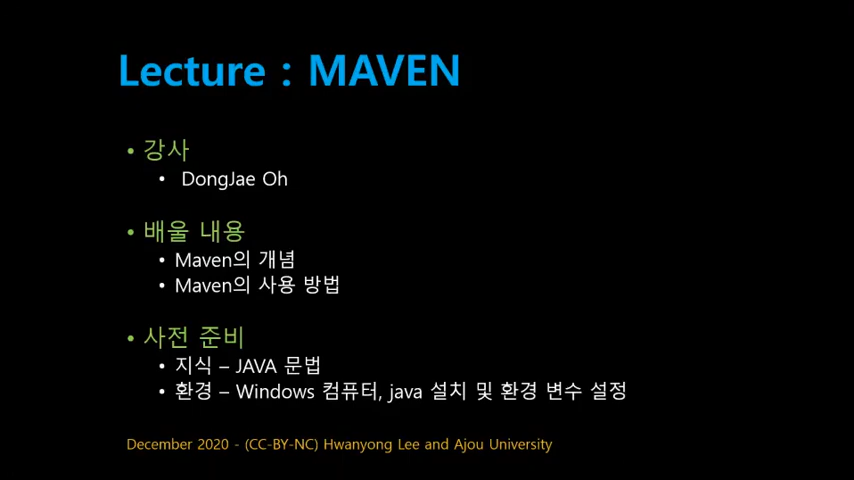 Lecture : MAVEN
• 강사
• DongJae Oh
• 배울 내용
• Maven의 개념
• Maven의 사용 방법
• 사전 준비
• 지식 – JAVA 문법
• 환경 – Windows 컴퓨터, java 설치 및 환경 변수 설정
December 2020 - (CC-BY-NC) Hwanyong Lee and Ajou University